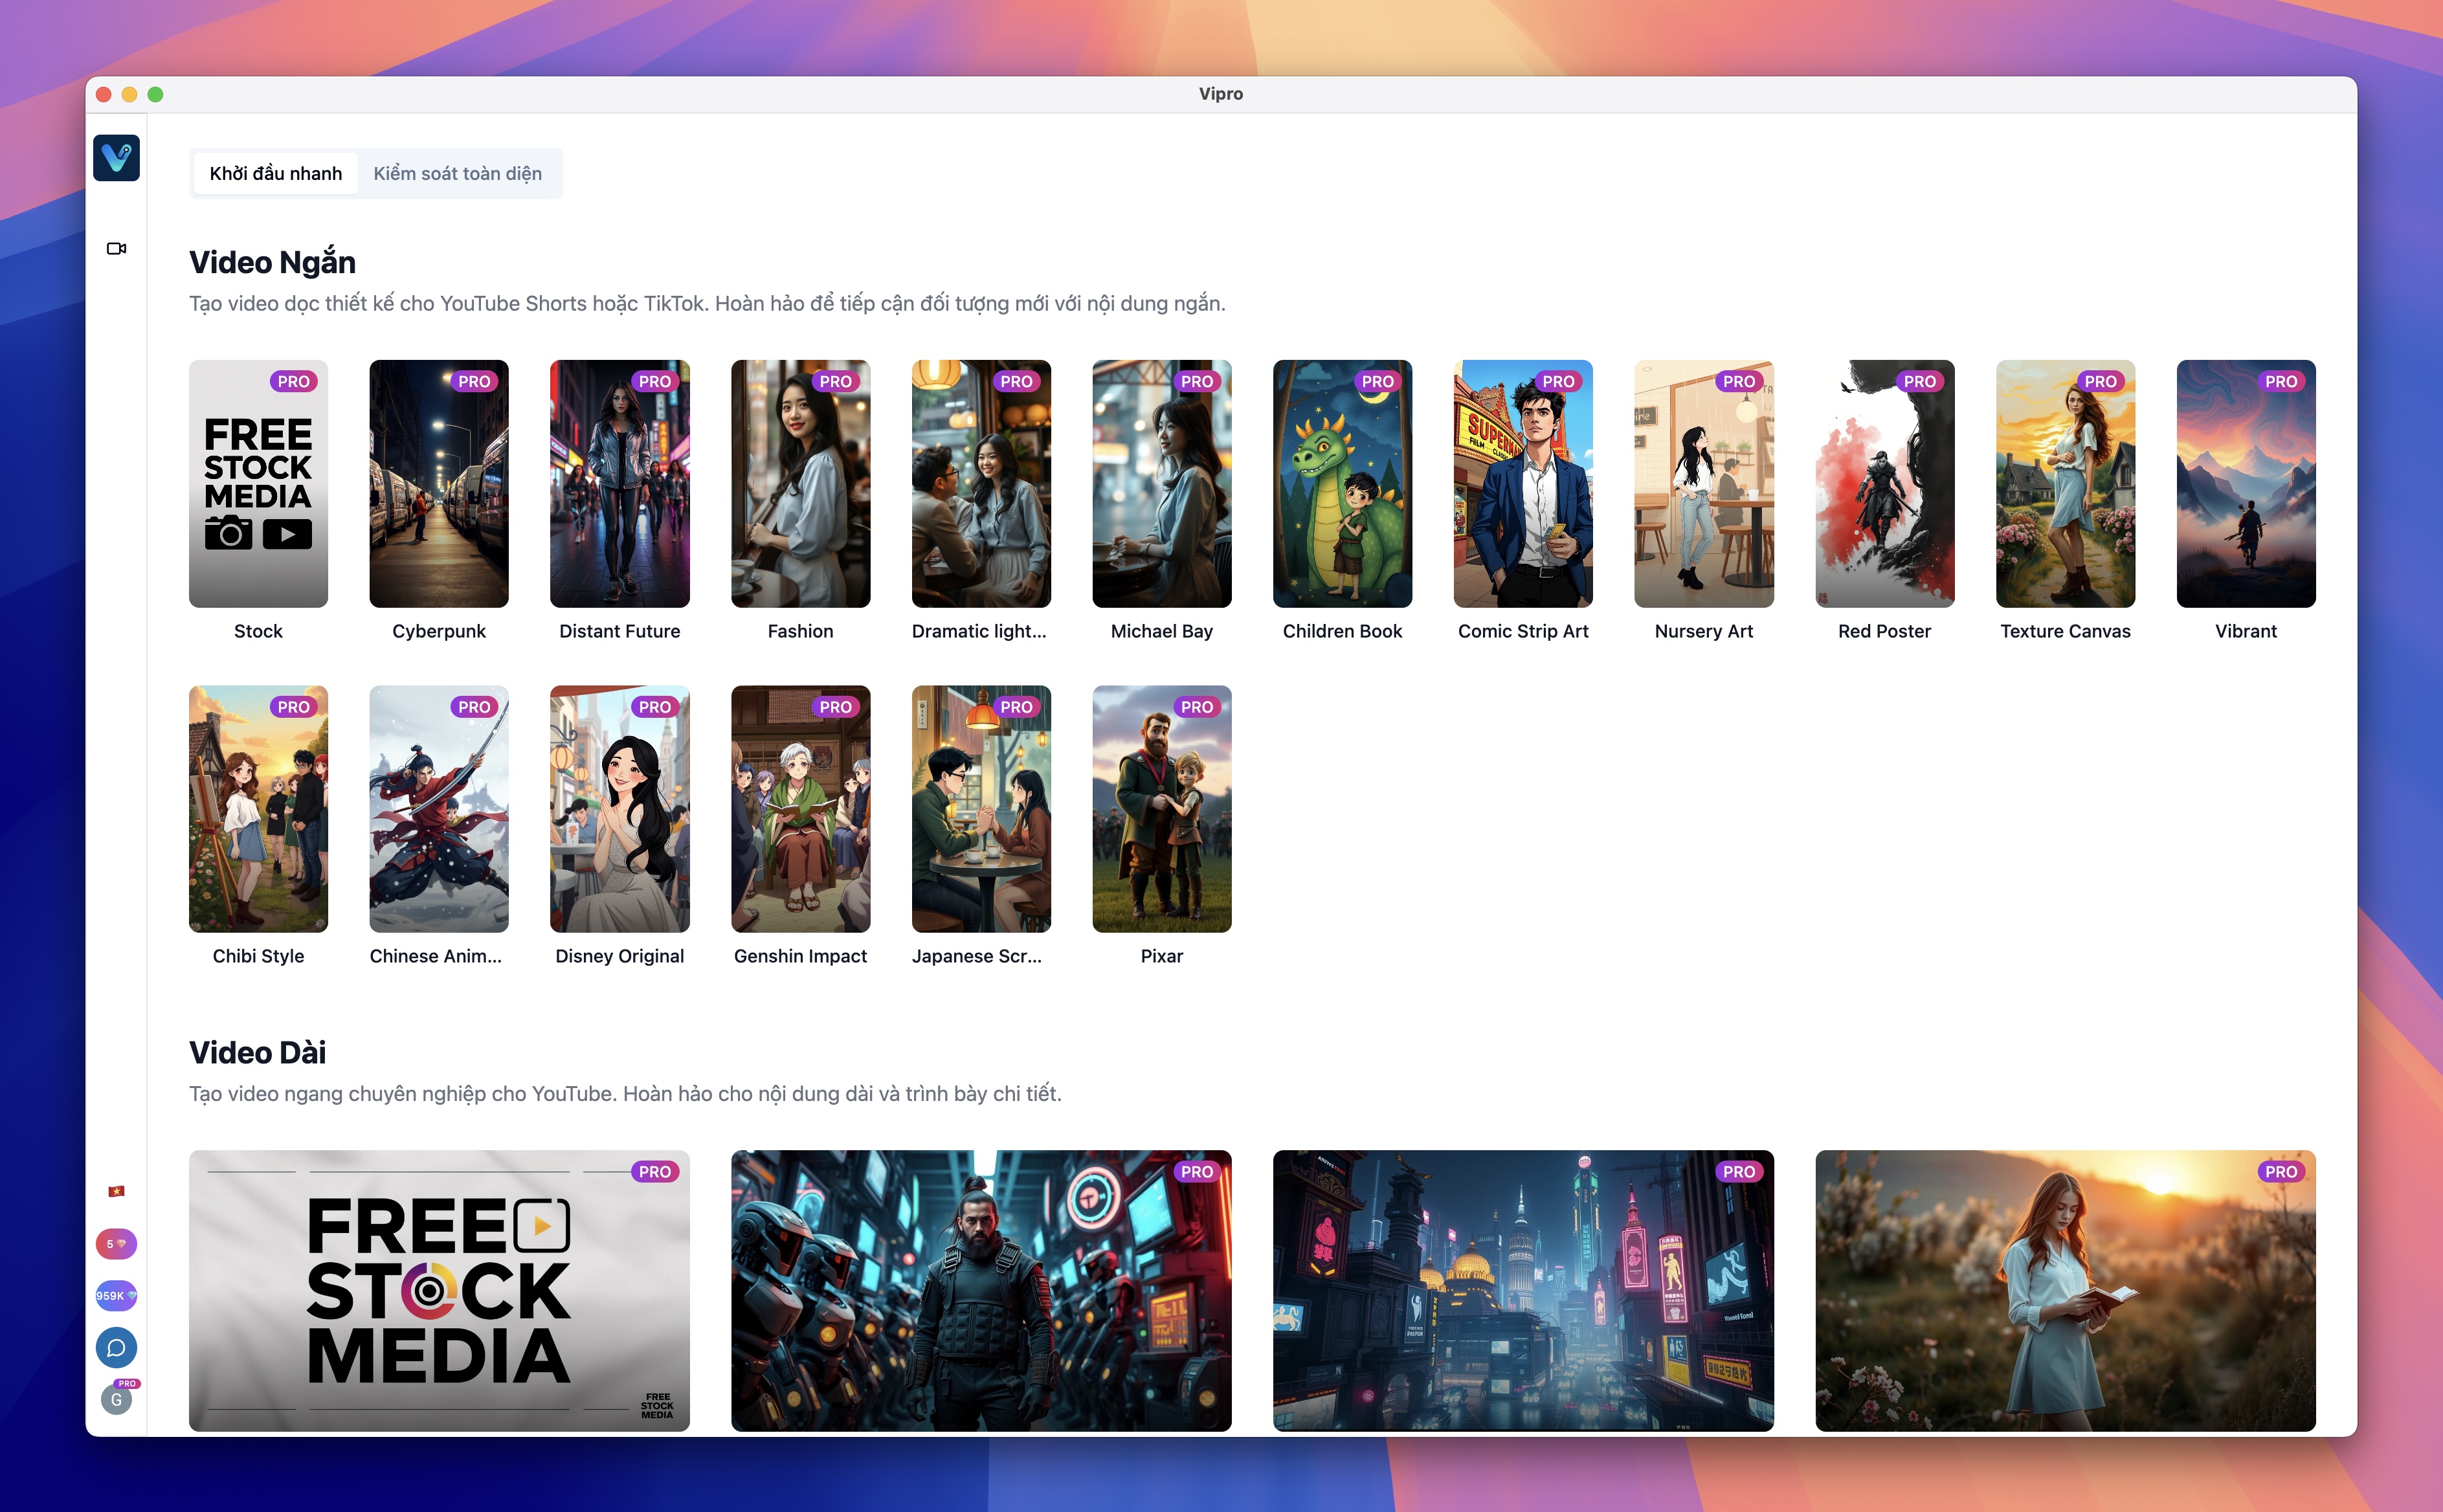 Vipro
Khởi đầu nhanh
Kiểm soát toàn diện
Video Ngắn
Tạo video dọc thiết kế cho YouTube Shorts hoặc TikTok. Hoàn hảo để tiếp cận đối tượng mới với nội dung ngắn.
PRO
FREE
STOCK
MEDIA
PRO
PRO
PRO
PRO
PRO
PRO
PRO
PRO
PRO
PRO
PRO
Stock
Cyberpunk
Distant Future
Fashion
Dramatic light...
Michael Bay
Children Book
Comic Strip Art
Nursery Art
Red Poster
Texture Canvas
Vibrant
PRO
PRO
PRO
PRO
PRO
PRO
Chibi Style
Chinese Anim...
Disney Original
Genshin Impact
Japanese Scr...
Pixar
Video Dài
Tạo video ngang chuyên nghiệp cho YouTube. Hoàn hảo cho nội dung dài và trình bày chi tiết.
PRO
FREE
STOCK
MEDIA
FREE
STOCK
MEDIA
PRO
PRO
PRO
5
959K
PRO
G